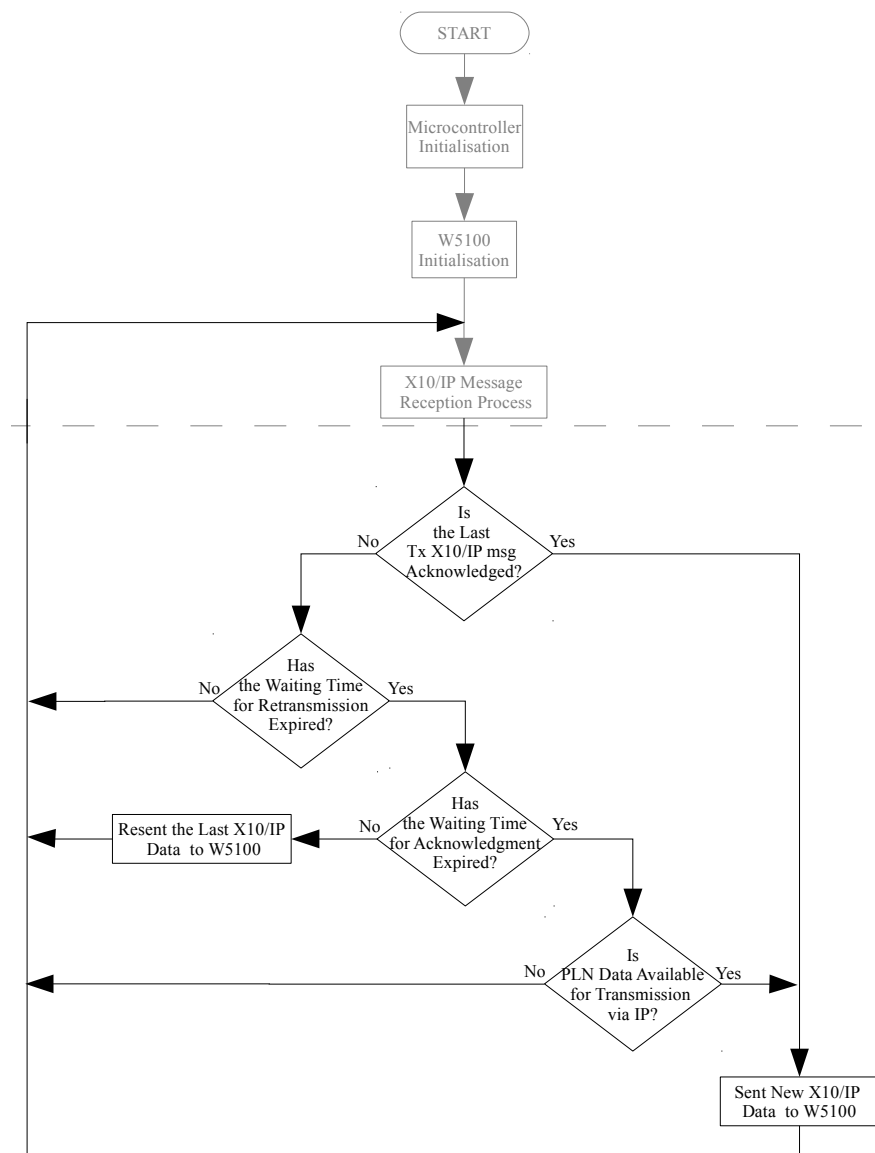 START
Microcontroller
Initialisation
W5100
Initialisation
X10/IP Message
Reception Process
Is
the Last
Tx X10/IP msg
Acknowledged?
No
Yes
Has
the Waiting Time
for Retransmission
Expired?
No
Yes
Has
the Waiting Time
for Acknowledgment
Expired?
No
Yes
Resent the Last X10/IP
Data to W5100
Is
PLN Data Available
for Transmission
via IP?
No
Yes
Sent New X10/IP
Data to W5100